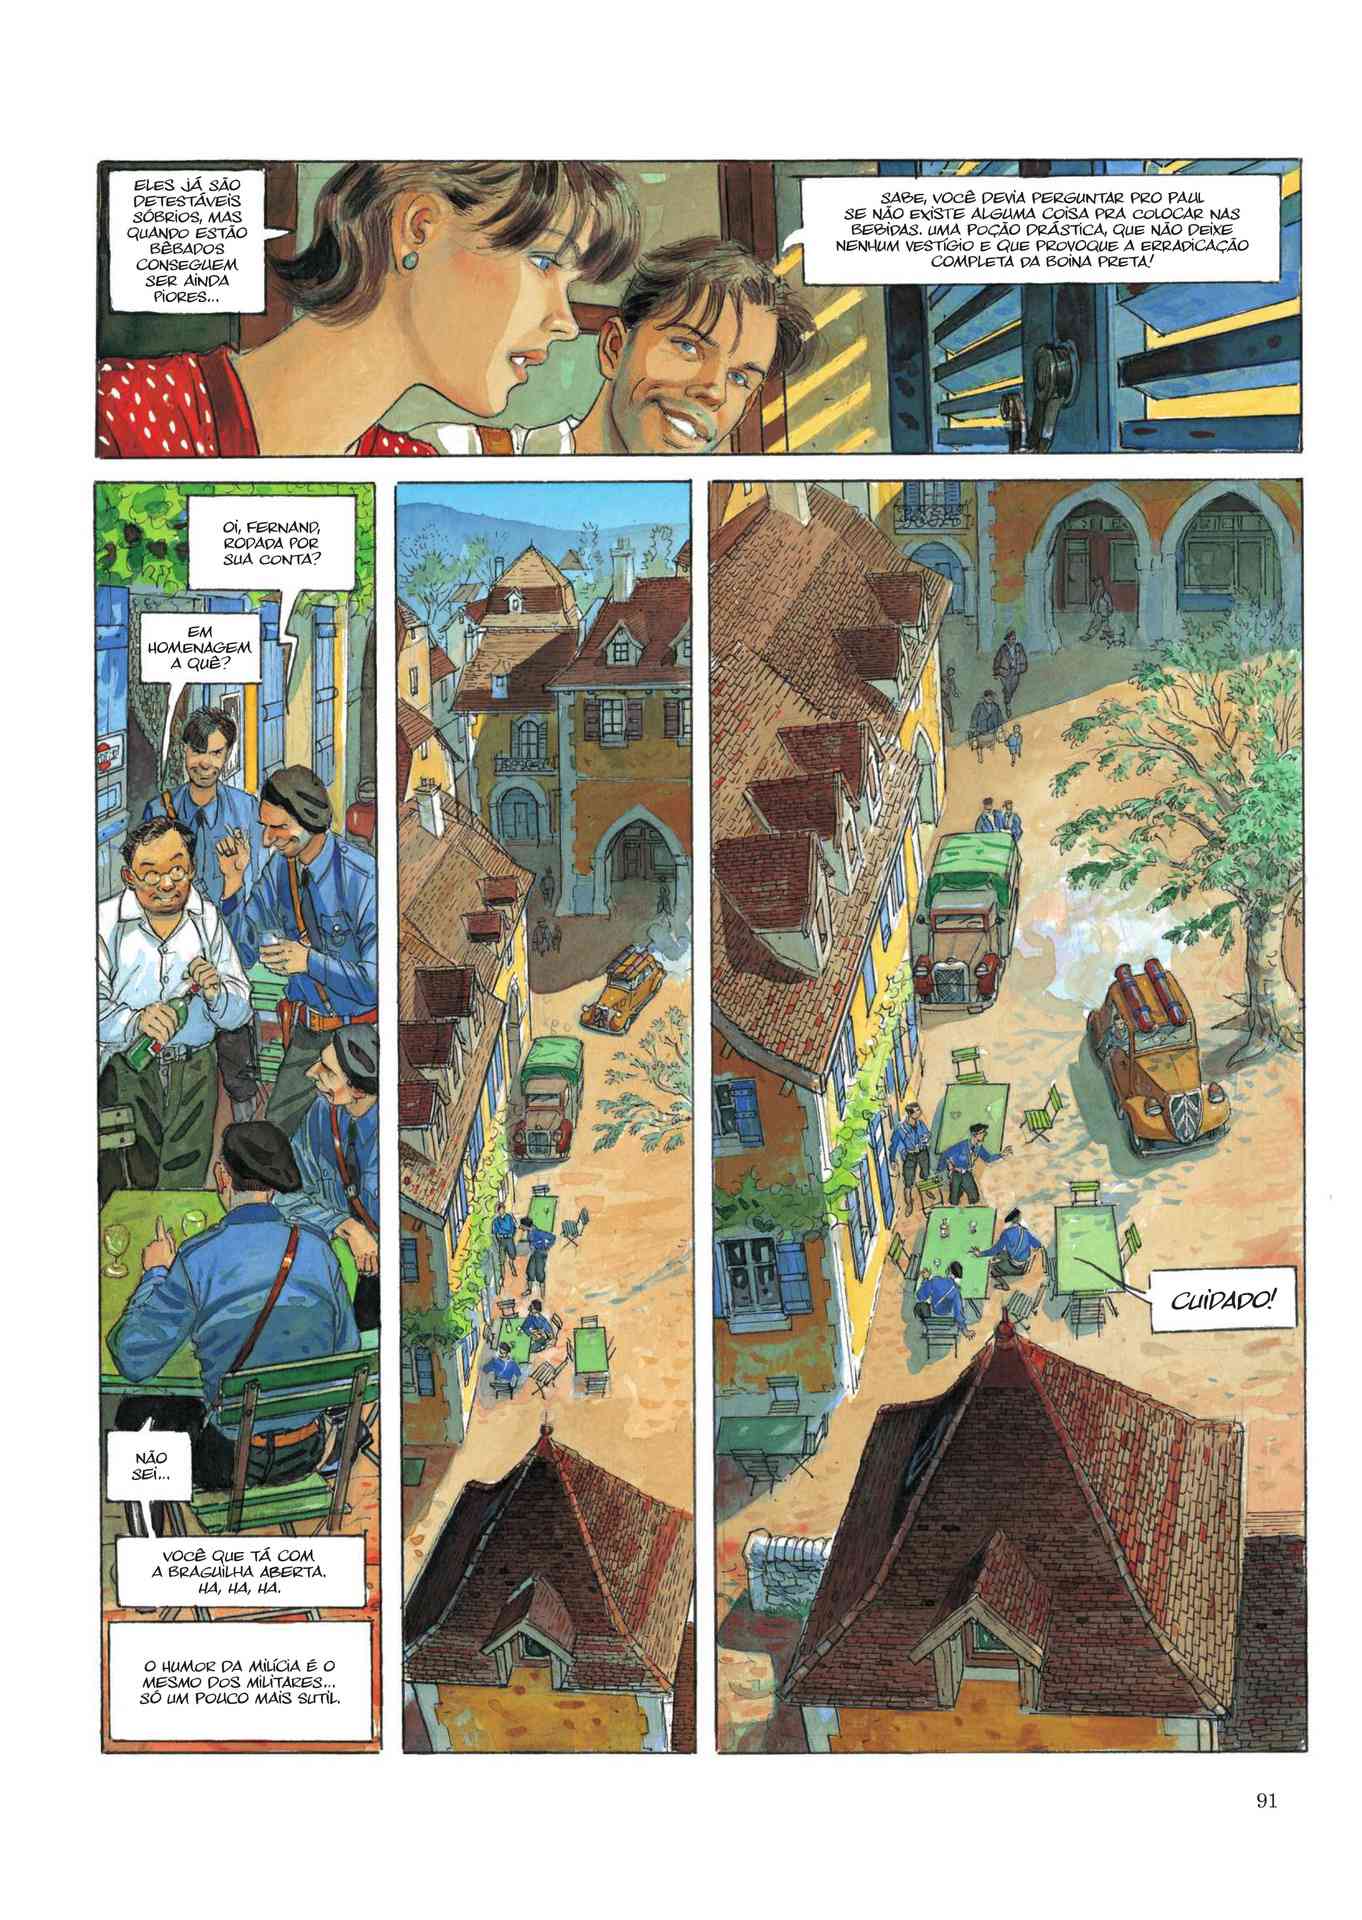 ELES JÁ SÃO
DETESTÁVEIS
SÓBRIOS, MAS
QUANDO ESTÃO
BÊBADOS
CONSEGUEM
SER AINDA
PIORES...
SABE, VOCÊ DEVIA PERGUNTAR PRO PAUL
SE NÃO EXISTE ALGUMA COISA PRA COLOCAR NAS
BEBIDAS. UMA POÇÃO DRÁSTICA, QUE NÃO DEIXE
NENHUM VESTÍGIO E QUE PROVOQUE A ERRADICAÇÃO
COMPLETA DA BOINA PRETA!
OI, FERNAND,
RODADA POR
SUA CONTA?
EM
HOMENAGEM
A QUÊ?
NÃO
SEI...
VOCÊ QUE TÁ COM
A BRAGUILHA ABERTA.
HA, HA, HA.
O HUMOR DA MILÍCIA É O
MESMO DOS MILITARES...
SÓ UM POUCO MAIS SUTIL.
CUIDADO!
91